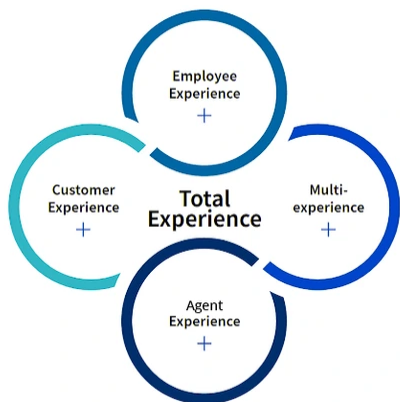 Employee
Experience
+
Customer
Experience
+
Total
Experience
Multi-
experience
+
Agent
Experience
+